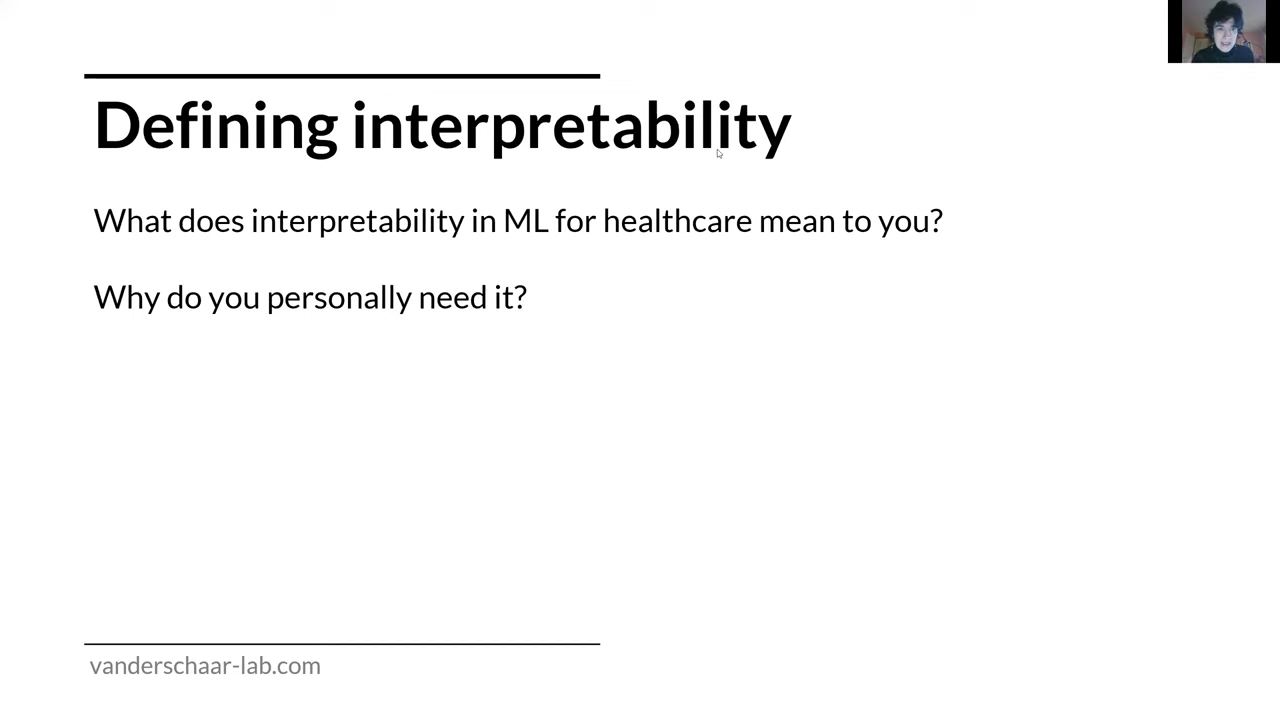 Defining interpretability
What does interpretability in ML for healthcare mean to you?
Why do you personally need it?
vanderschaar-lab.com